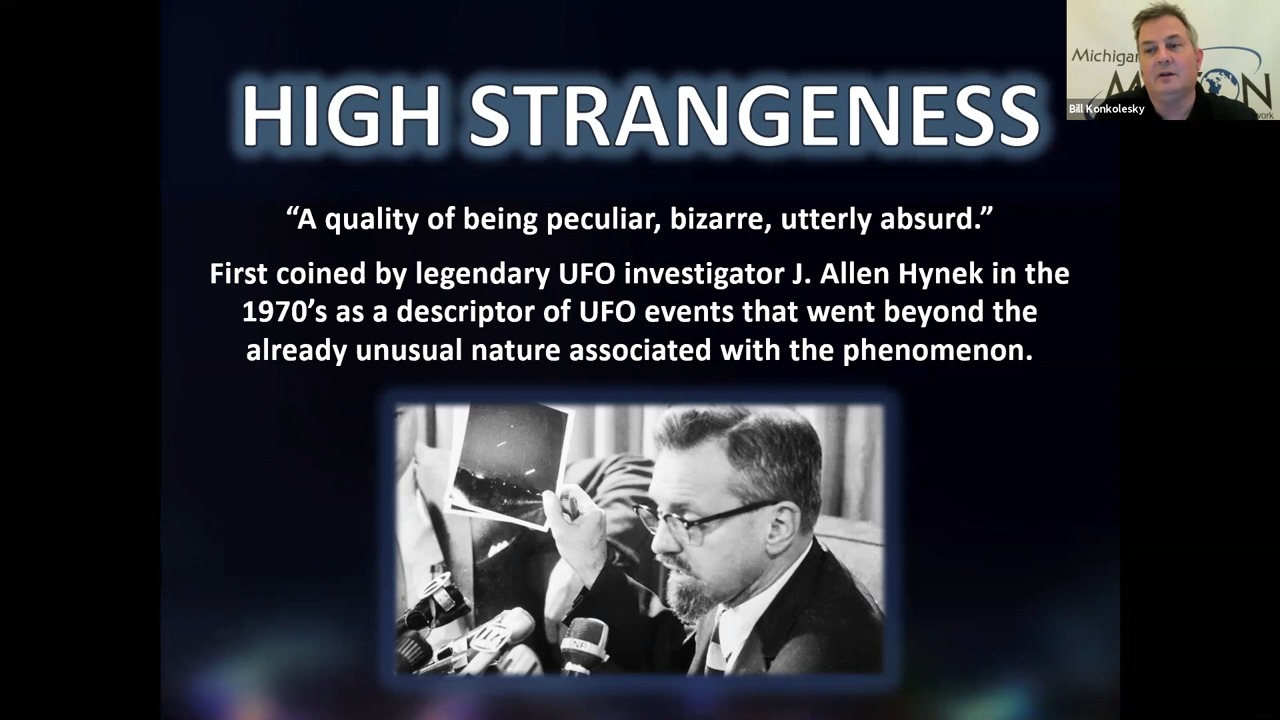 HIGH STRANGENESS
“A quality of being peculiar, bizarre, utterly absurd.”
First coined by legendary UFO investigator J. Allen Hynek in the
1970’s as a descriptor of UFO events that went beyond the
already unusual nature associated with the phenomenon.
Michigan
Bill Konkolesky